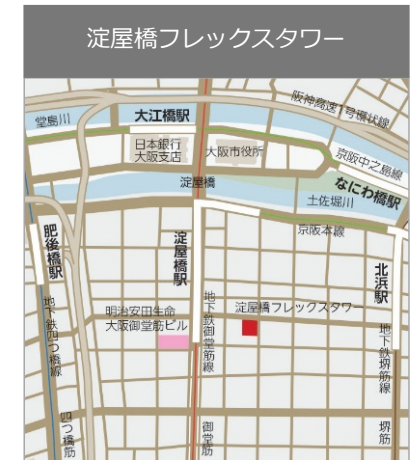 淀屋橋フレックスタワー
阪神高速1号環状線
堂島川
大江橋駅
日本銀行
大阪支店
大阪市役所
京阪中之島線
なにわ橋駅
淀屋橋
土佐堀川
京阪本線
肥後橋駅
淀屋橋駅
北浜駅
地下鉄四つ橋線
明治安田生命
大阪御堂筋ビル
地下鉄御堂筋線
淀屋橋フレックスタワー
地下鉄堺筋線
四つ橋筋
御堂筋
堺筋